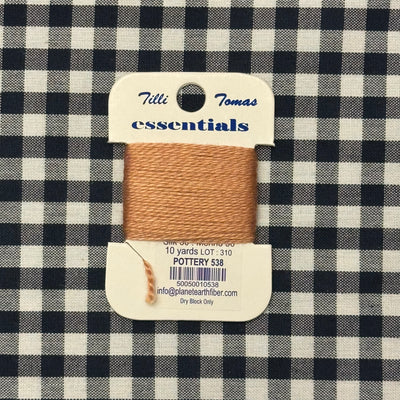 Tilli Tomas
essentials
10 yards LOT: 310
POTTERY 538
50050010538
info@planetearthfiber.com
Dry Block Only